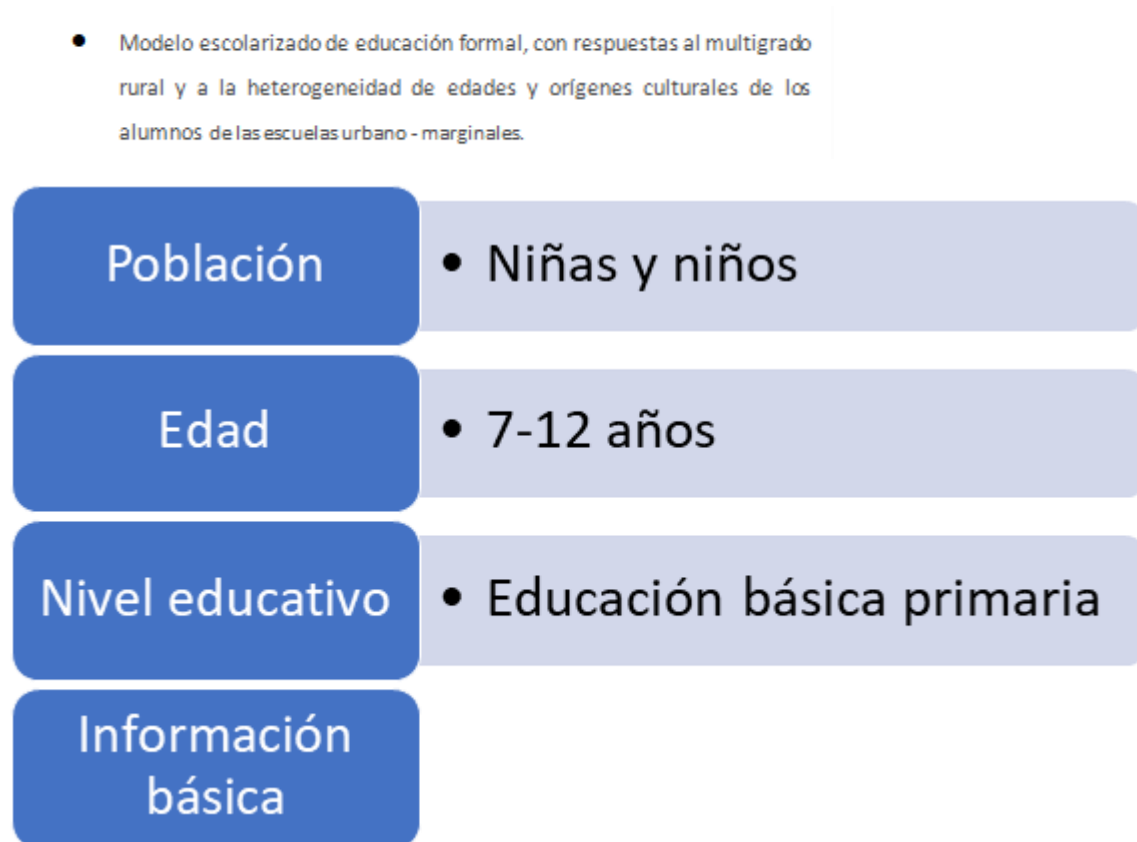 • Modelo escolarizado de educación formal, con respuestas al multigrado
rural y a la heterogeneidad de edades y orígenes culturales de los
alumnos de las escuelas urbano - marginales.
Población
• Niñas y niños
Edad
• 7-12 años
Nivel educativo
• Educación básica primaria
Información
básica